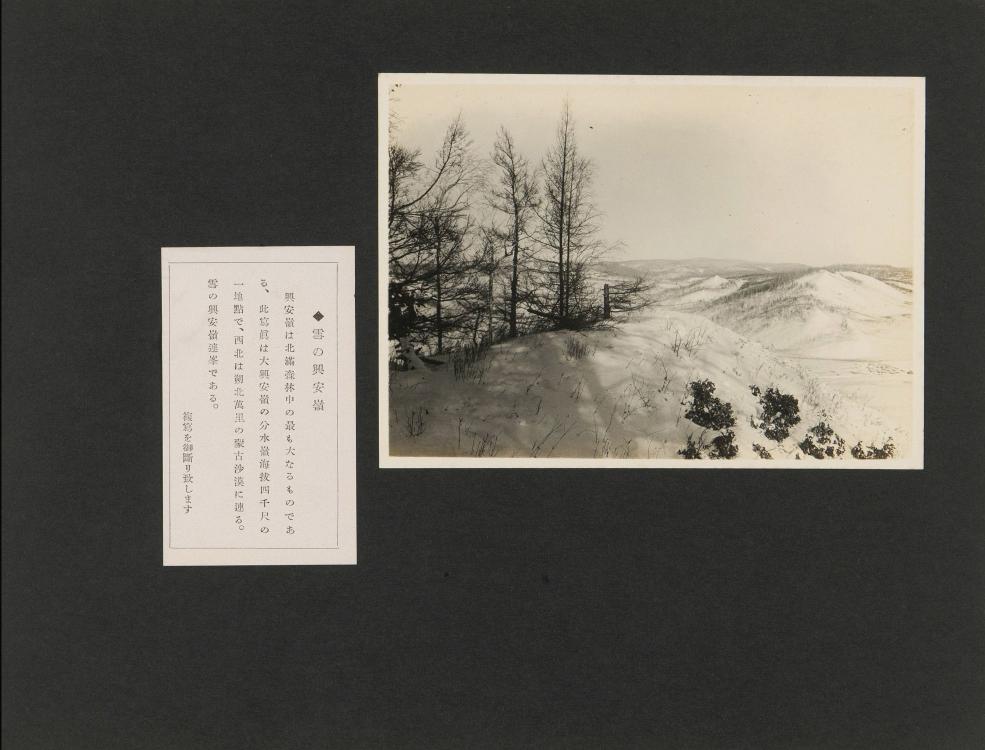 ◆雪の興安嶺
興安嶺は北滿森林中の最も大なるものであ
る、此寫眞は大興安嶺の分水嶺海拔四千尺の
一地點で、西北は朔北萬里の蒙古沙漠に連る。
雪の興安嶺連峯である。
複寫を御斷り致します